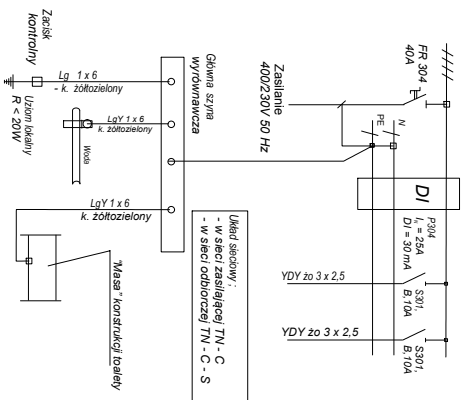 Zasilanie
400/230V 50 Hz
FR 304
40A
N
PE
DI
P304
Iₙ = 25A
DI = 30 mA
S301,
B,10A
S301,
B,10A
YDY żo 3 x 2,5
YDY żo 3 x 2,5
Główna szyna
wyrównawcza
Układ sieciowy :
- w sieci zasilającej TN - C
- w sieci odbiorczej TN - C - S
Zacisk
kontrolny
Lg 1 x 6
- k. żółtozielony
Uziom lokalny
R < 20W
LgY 1 x 6
k. żółtozielony
Woda
LgY 1 x 6
k. żółtozielony
"Masa" konstrukcji toalety